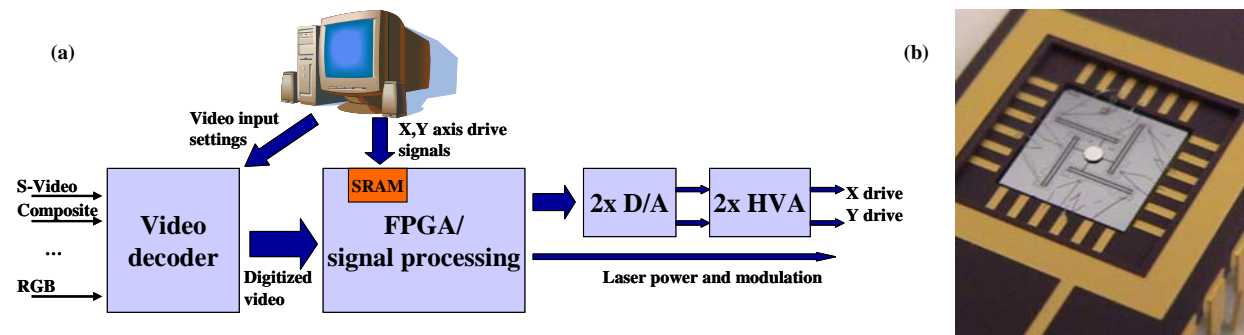 (a)
(b)
Video input
settings
X,Y axis drive
signals
S-Video
Composite
...
RGB
Video
decoder
Digitized
video
SRAM
FPGA/
signal processing
2x D/A
2x HVA
X drive
Y drive
Laser power and modulation